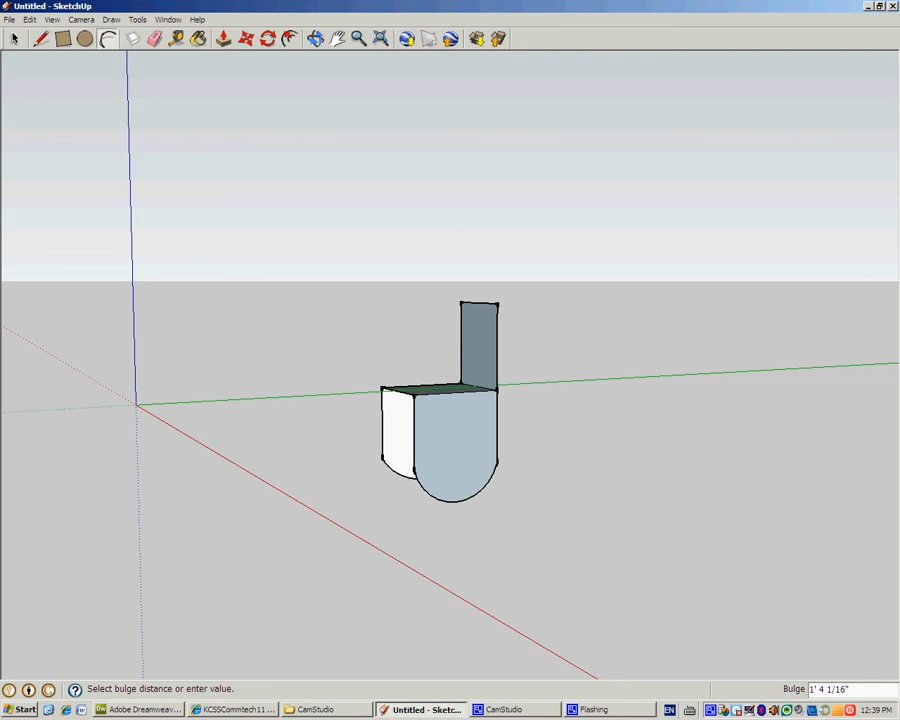 Untitled - SketchUp
File Edit View Camera Draw Tools Window Help
Select bulge distance or enter value.
Bulge 1' 4 1/16"
Start Adobe Dreamweav... KCSSCommtech11 ... CamStudio Untitled - Sketc... CamStudio Flashing EN 12:39 PM